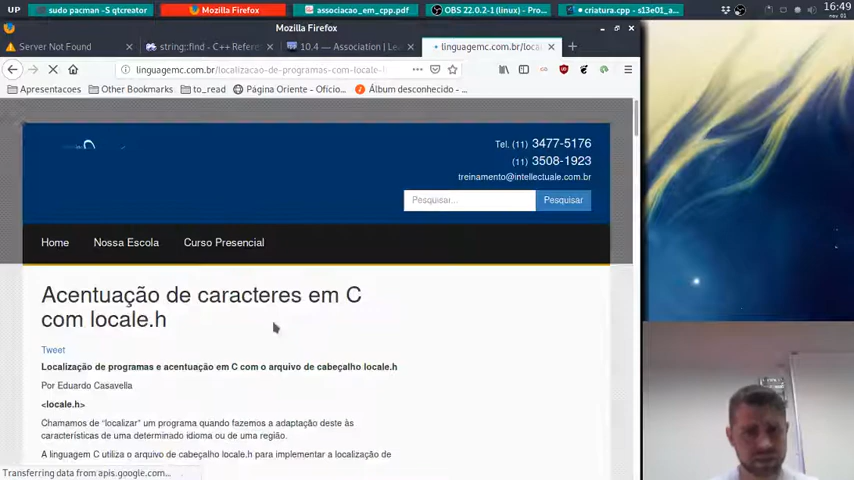 UP
sudo pacman -S qtcreator
Mozilla Firefox
associacao_em_cpp.pdf
OBS 22.0.2-1 (linux) - Pro...
criatura.cpp - s13e01_a...
16:49
nov 01
Mozilla Firefox
Server Not Found
string::find - C++ Refere
10.4 — Association | Lea
linguagemc.br/locali
linguagemc.com.br/localizacao-de-programas-com-locale-h
Apresentacoes
Other Bookmarks
to_read
Página Oriente - Ofício...
Álbum desconhecido - ...
Tel. (11) 3477-5176
(11) 3508-1923
treinamento@intellectuale.com.br
Pesquisar...
Pesquisar
Home
Nossa Escola
Curso Presencial
Acentuação de caracteres em C
com locale.h
Tweet
Localização de programas e acentuação em C com o arquivo de cabeçalho locale.h
Por Eduardo Casavella
<locale.h>
Chamamos de “localizar” um programa quando fazemos a adaptação deste às
características de uma determinado idioma ou de uma região.
A linguagem C utiliza o arquivo de cabeçalho locale.h para implementar a localização de
Transferring data from apis.google.com...